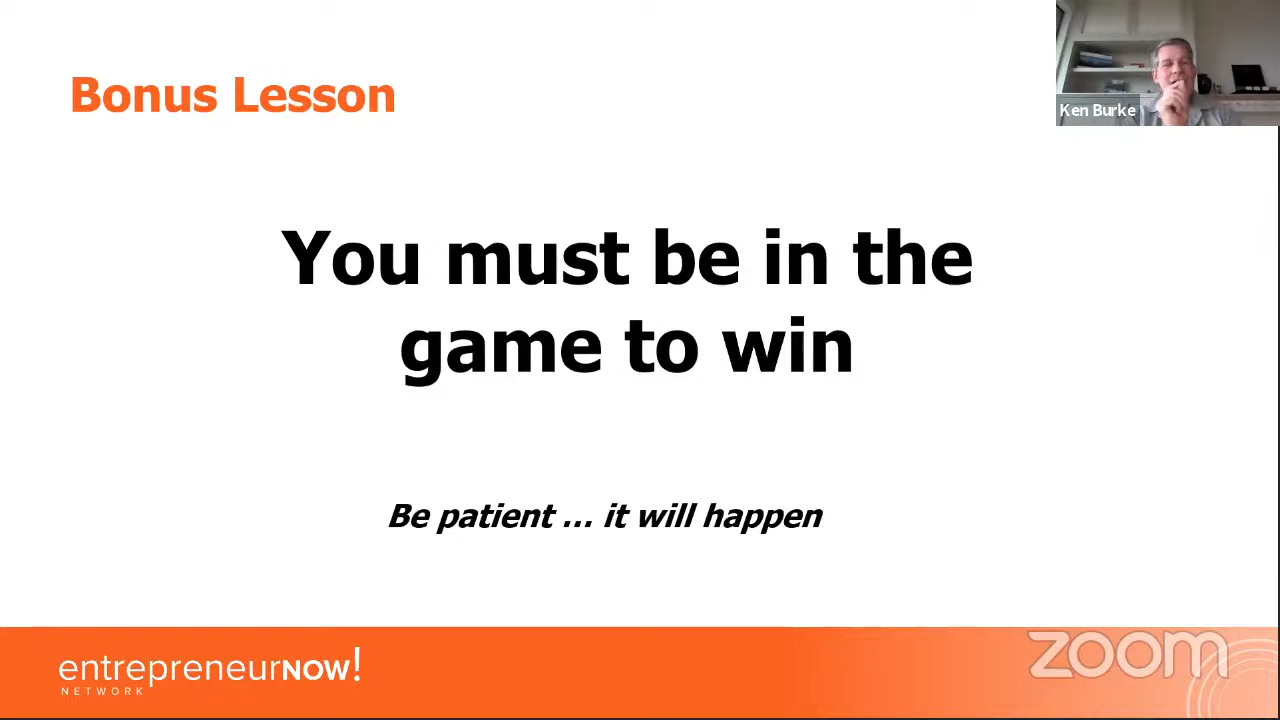 Bonus Lesson
Ken Burke
You must be in the
game to win
Be patient ... it will happen
entrepreneurNOW!
NETWORK
zoom